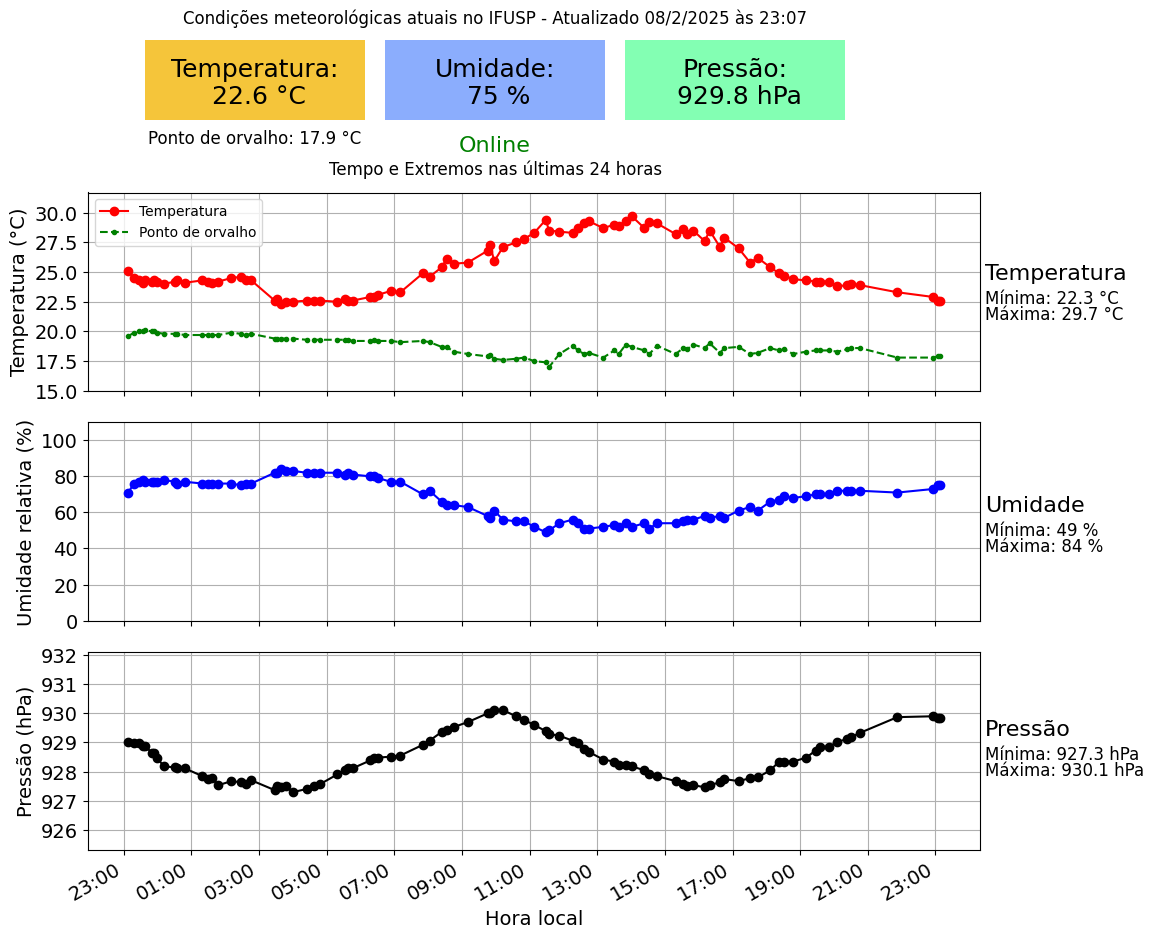 Condições meteorológicas atuais no IFUSP - Atualizado 08/2/2025 às 23:07
Temperatura:
22.6 °C
Umidade:
75 %
Pressão:
929.8 hPa
Ponto de orvalho: 17.9 °C
Online
Tempo e Extremos nas últimas 24 horas
Temperatura (°C)
30.0
27.5
25.0
22.5
20.0
17.5
15.0
Temperatura
Ponto de orvalho
Temperatura
Mínima: 22.3 °C
Máxima: 29.7 °C
Umidade relativa (%)
100
80
60
40
20
0
Umidade
Mínima: 49 %
Máxima: 84 %
Pressão (hPa)
932
931
930
929
928
927
926
Pressão
Mínima: 927.3 hPa
Máxima: 930.1 hPa
23:00 01:00 03:00 05:00 07:00 09:00 11:00 13:00 15:00 17:00 19:00 21:00 23:00
Hora local